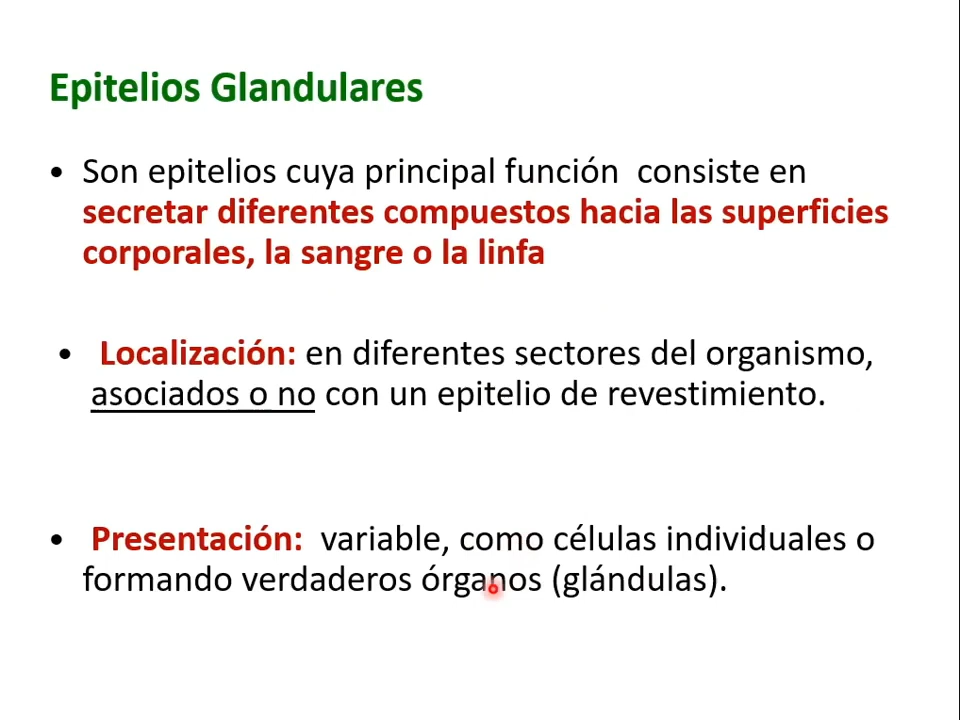 Epitelios Glandulares
• Son epitelios cuya principal función consiste en
secretar diferentes compuestos hacia las superficies
corporales, la sangre o la linfa
• Localización: en diferentes sectores del organismo,
asociados o no con un epitelio de revestimiento.
• Presentación: variable, como células individuales o
formando verdaderos órganos (glándulas).